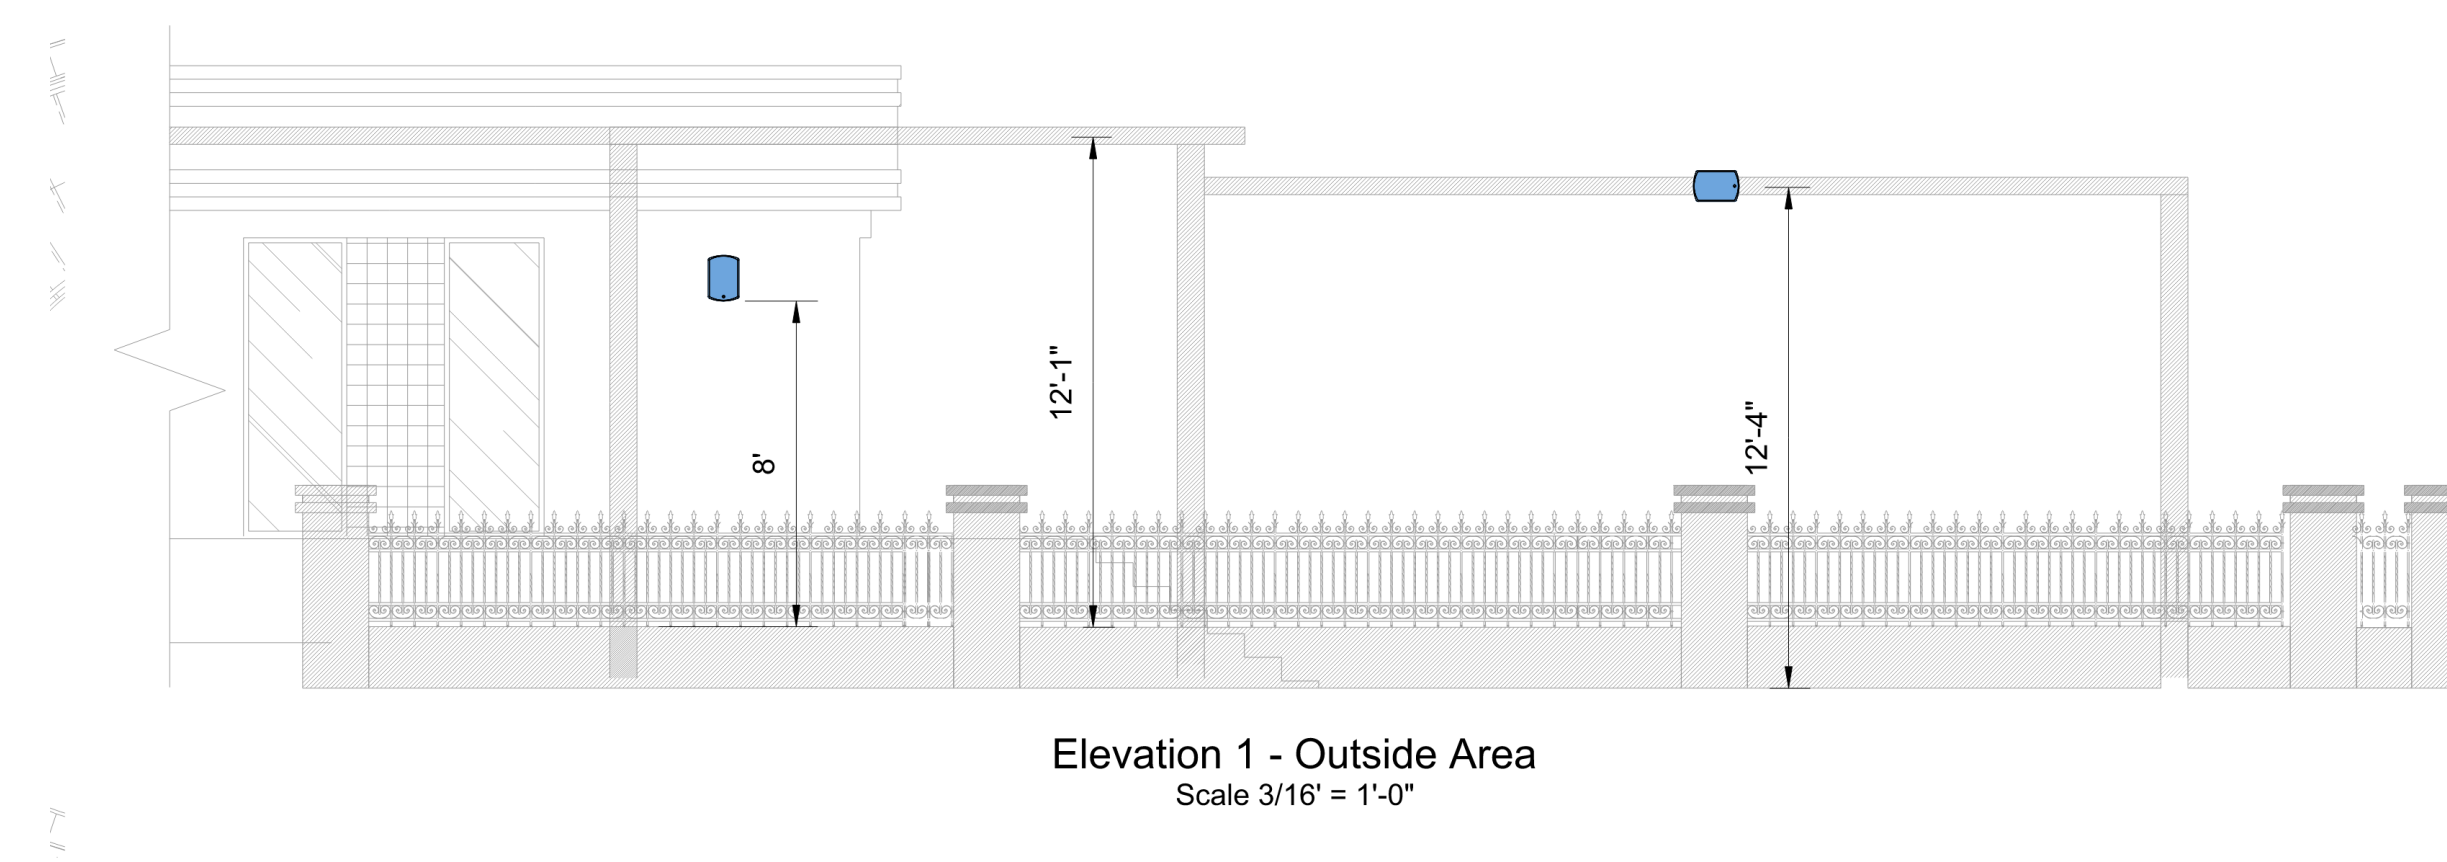 12'-1"
12'-4"
8'
Elevation 1 - Outside Area
Scale 3/16' = 1'-0"